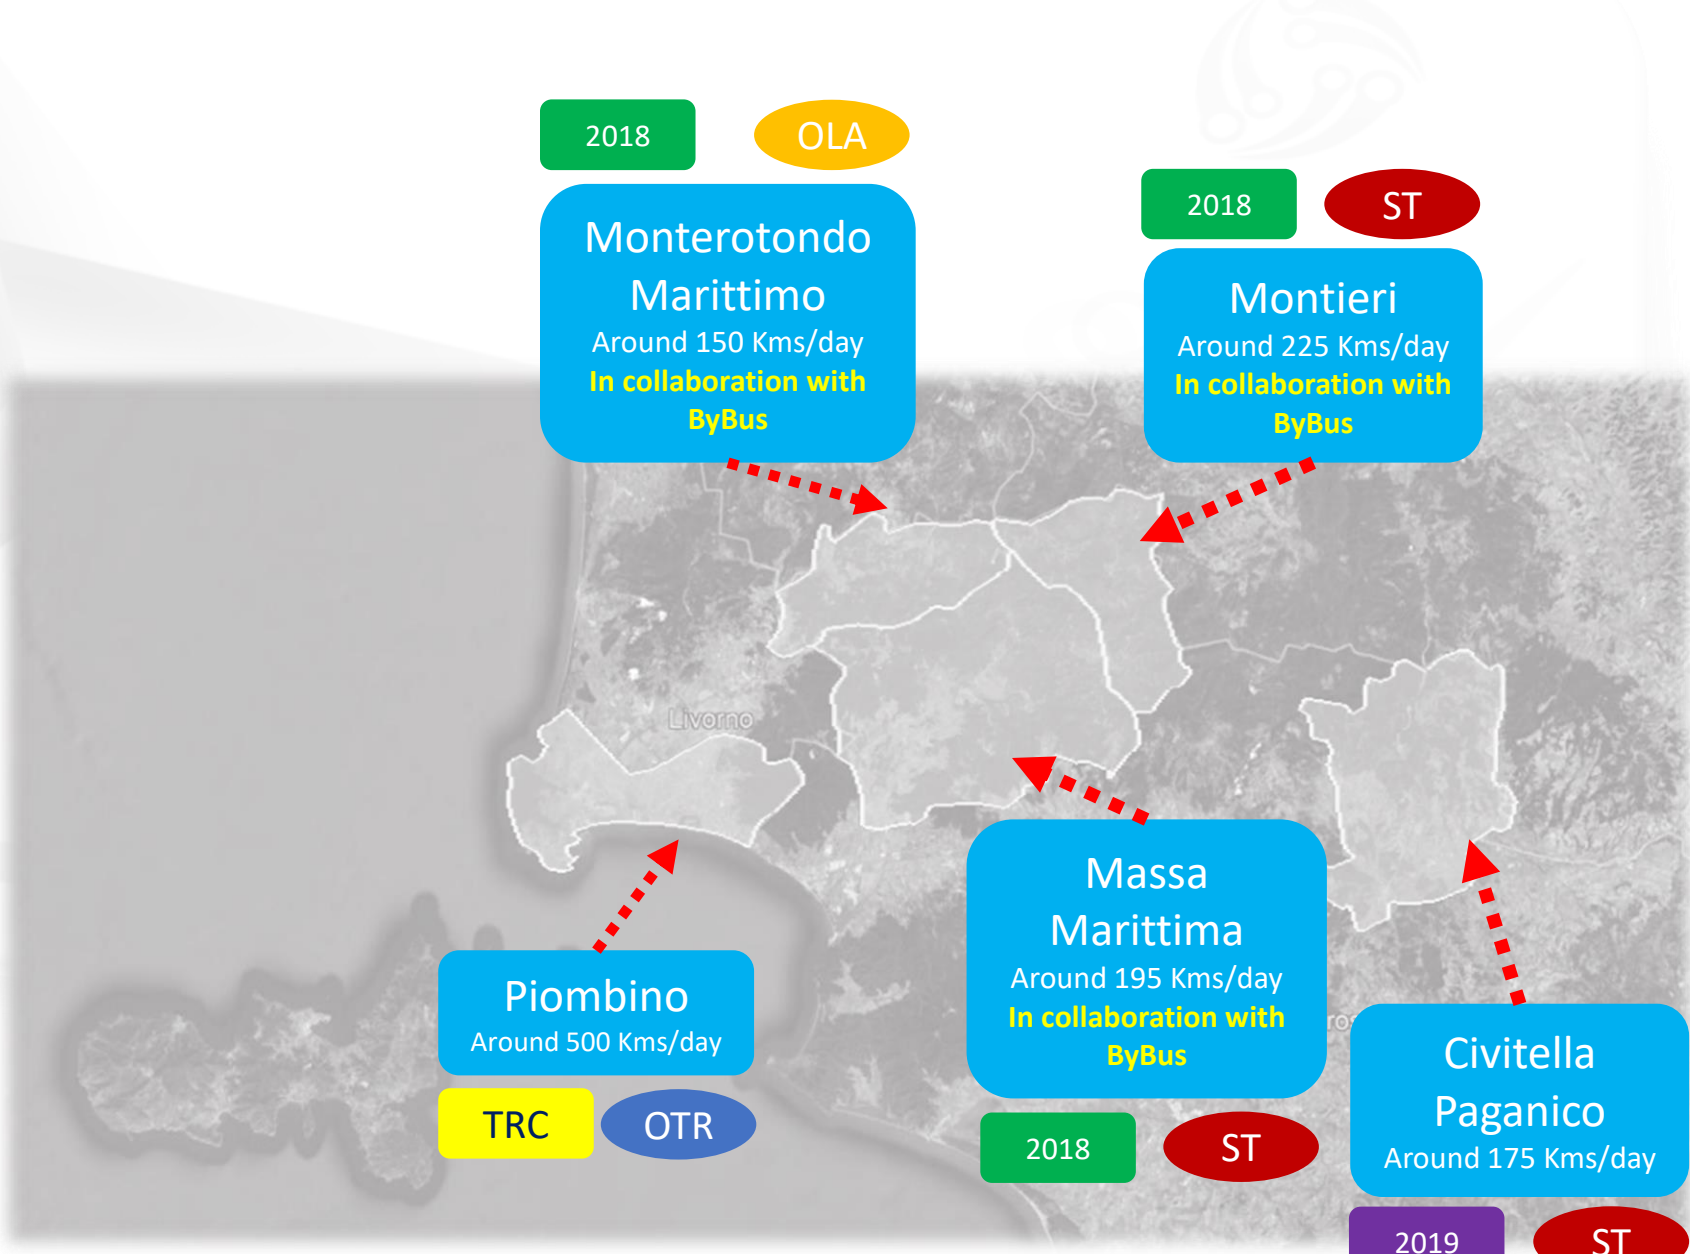 2018
OLA
Monterotondo
Marittimo
Around 150 Kms/day
In collaboration with
ByBus
2018
ST
Montieri
Around 225 Kms/day
In collaboration with
ByBus
Livorno
Massa
Marittima
Around 195 Kms/day
In collaboration with
ByBus
2018
ST
Piombino
Around 500 Kms/day
TRC
OTR
Civitella
Paganico
Around 175 Kms/day
2019
ST